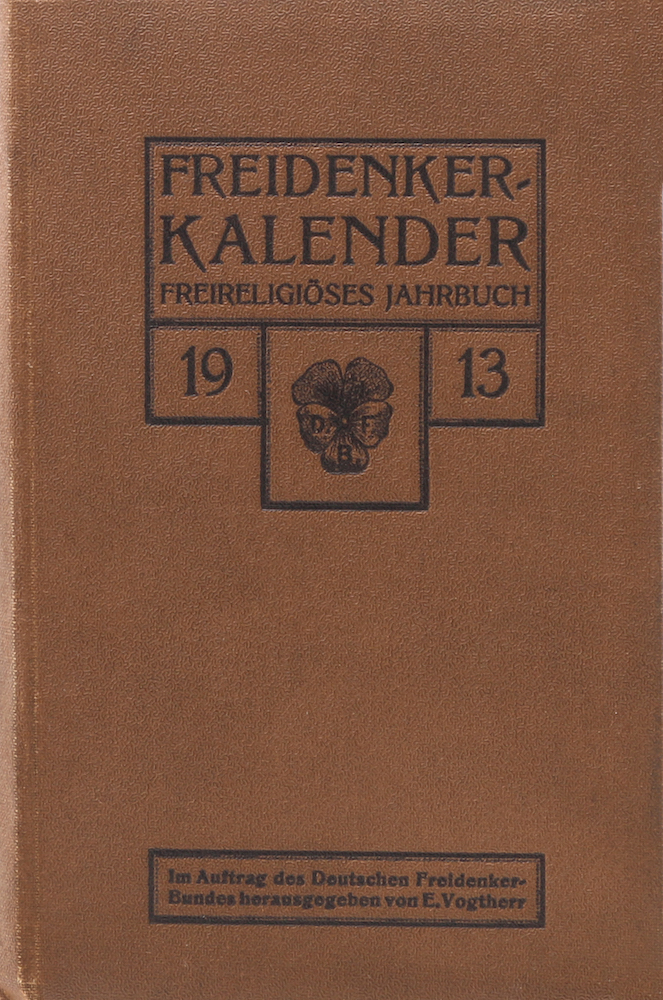 FREIDENKER-
KALENDER
FREIRELIGIÖSES JAHRBUCH
19 13
D. F.
B.
Im Auftrag des Deutschen Freidenker-
Bundes herausgegeben von E. Vogtherr